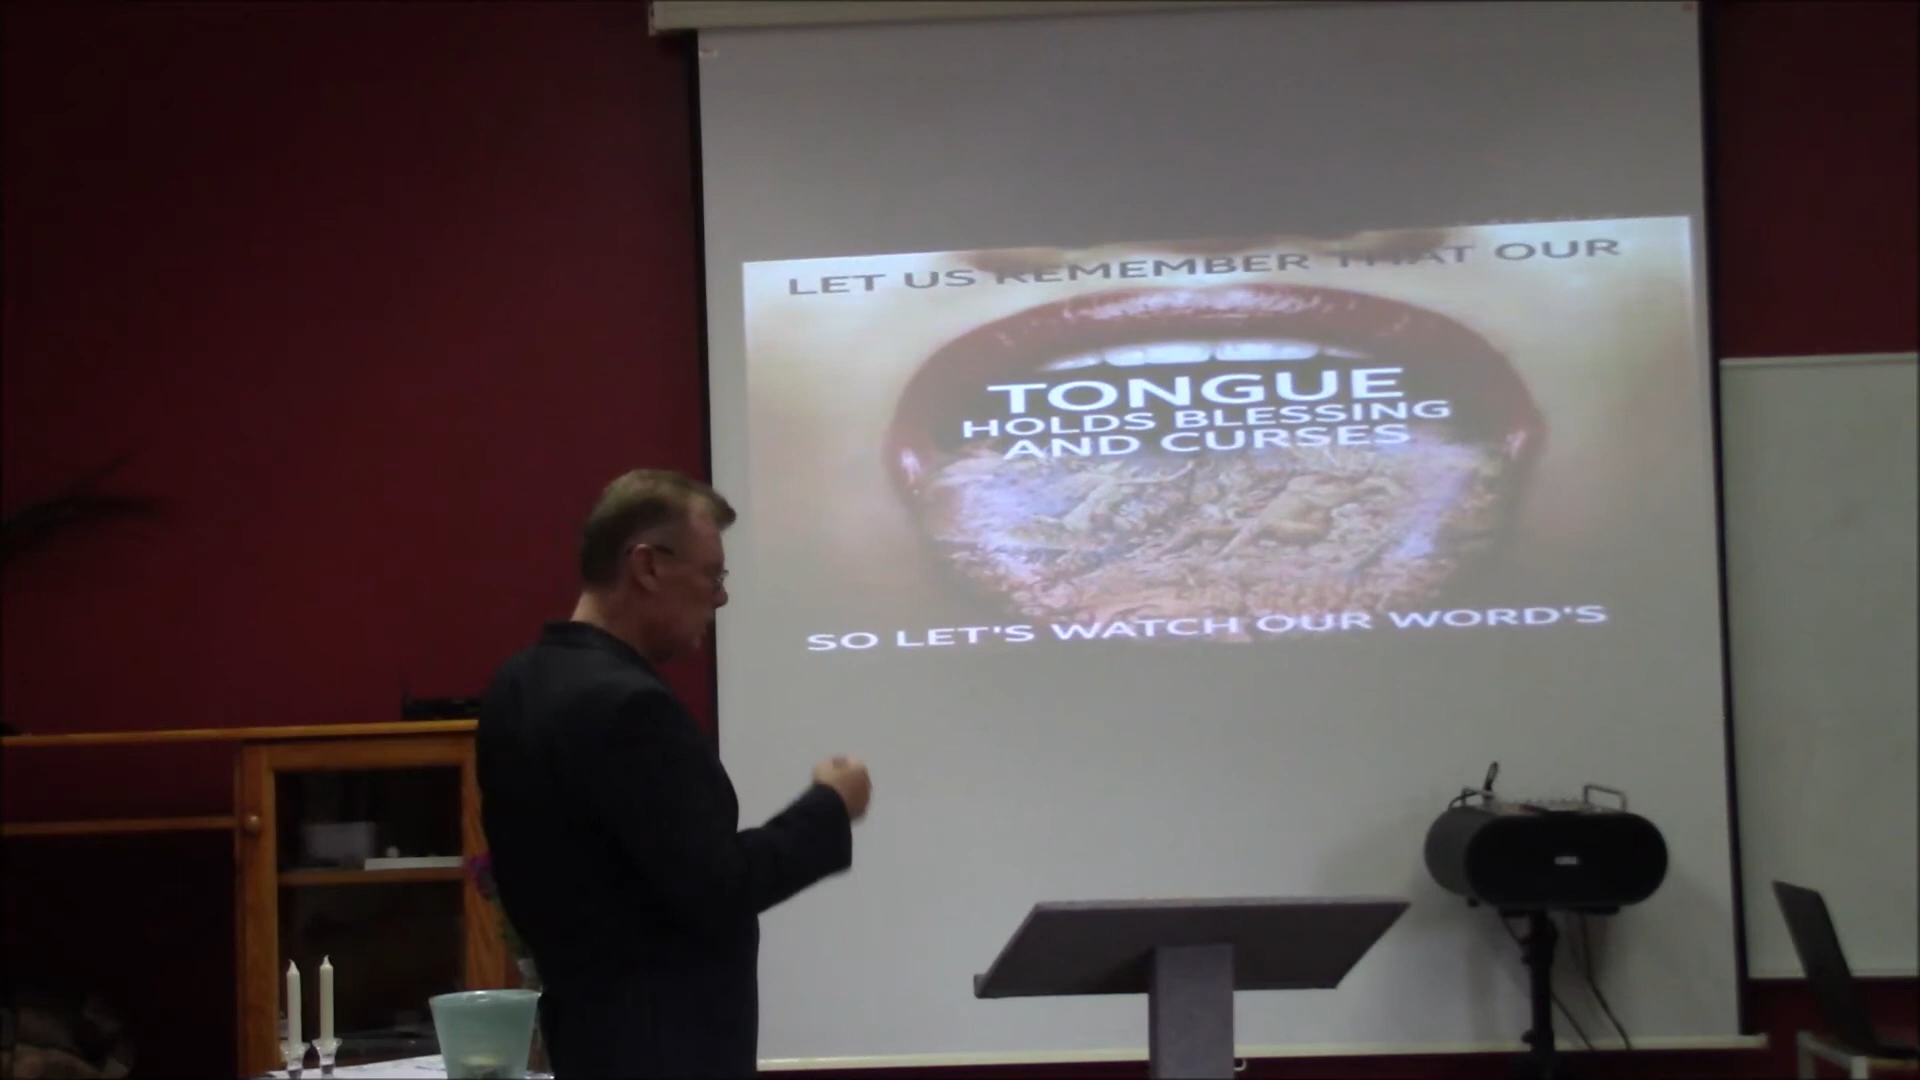 LET US REMEMBER THAT OUR
TONGUE
HOLDS BLESSING
AND CURSES
SO LET'S WATCH OUR WORD'S